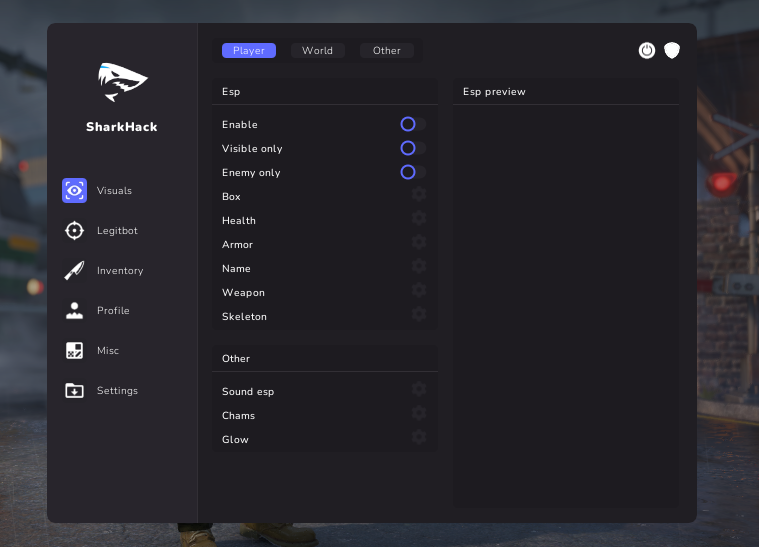 SharkHack
Visuals
Legitbot
Inventory
Profile
Misc
Settings
Player
World
Other
Esp
Enable
Visible only
Enemy only
Box
Health
Armor
Name
Weapon
Skeleton
Other
Sound esp
Chams
Glow
Esp preview